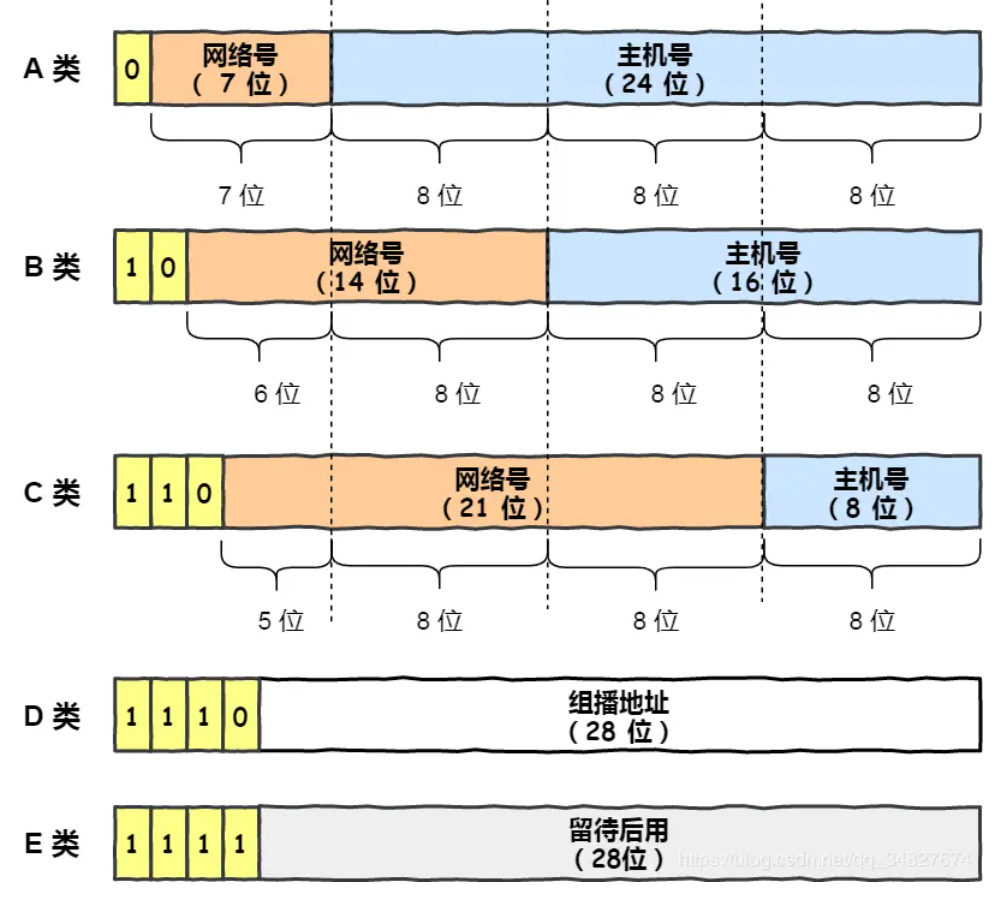 A 类
0
网络号
( 7 位 )
主机号
(24 位 )
7 位
8 位
8 位
8 位
B 类
1 0
网络号
(14 位 )
主机号
(16 位 )
6 位
8 位
8 位
8 位
C 类
1 1 0
网络号
(21 位 )
主机号
(8 位 )
5 位
8 位
8 位
8 位
D 类
1 1 1 0
组播地址
(28 位 )
E 类
1 1 1 1
留待后用
(28位 )
https://blog.csdn.net/qq_34827674